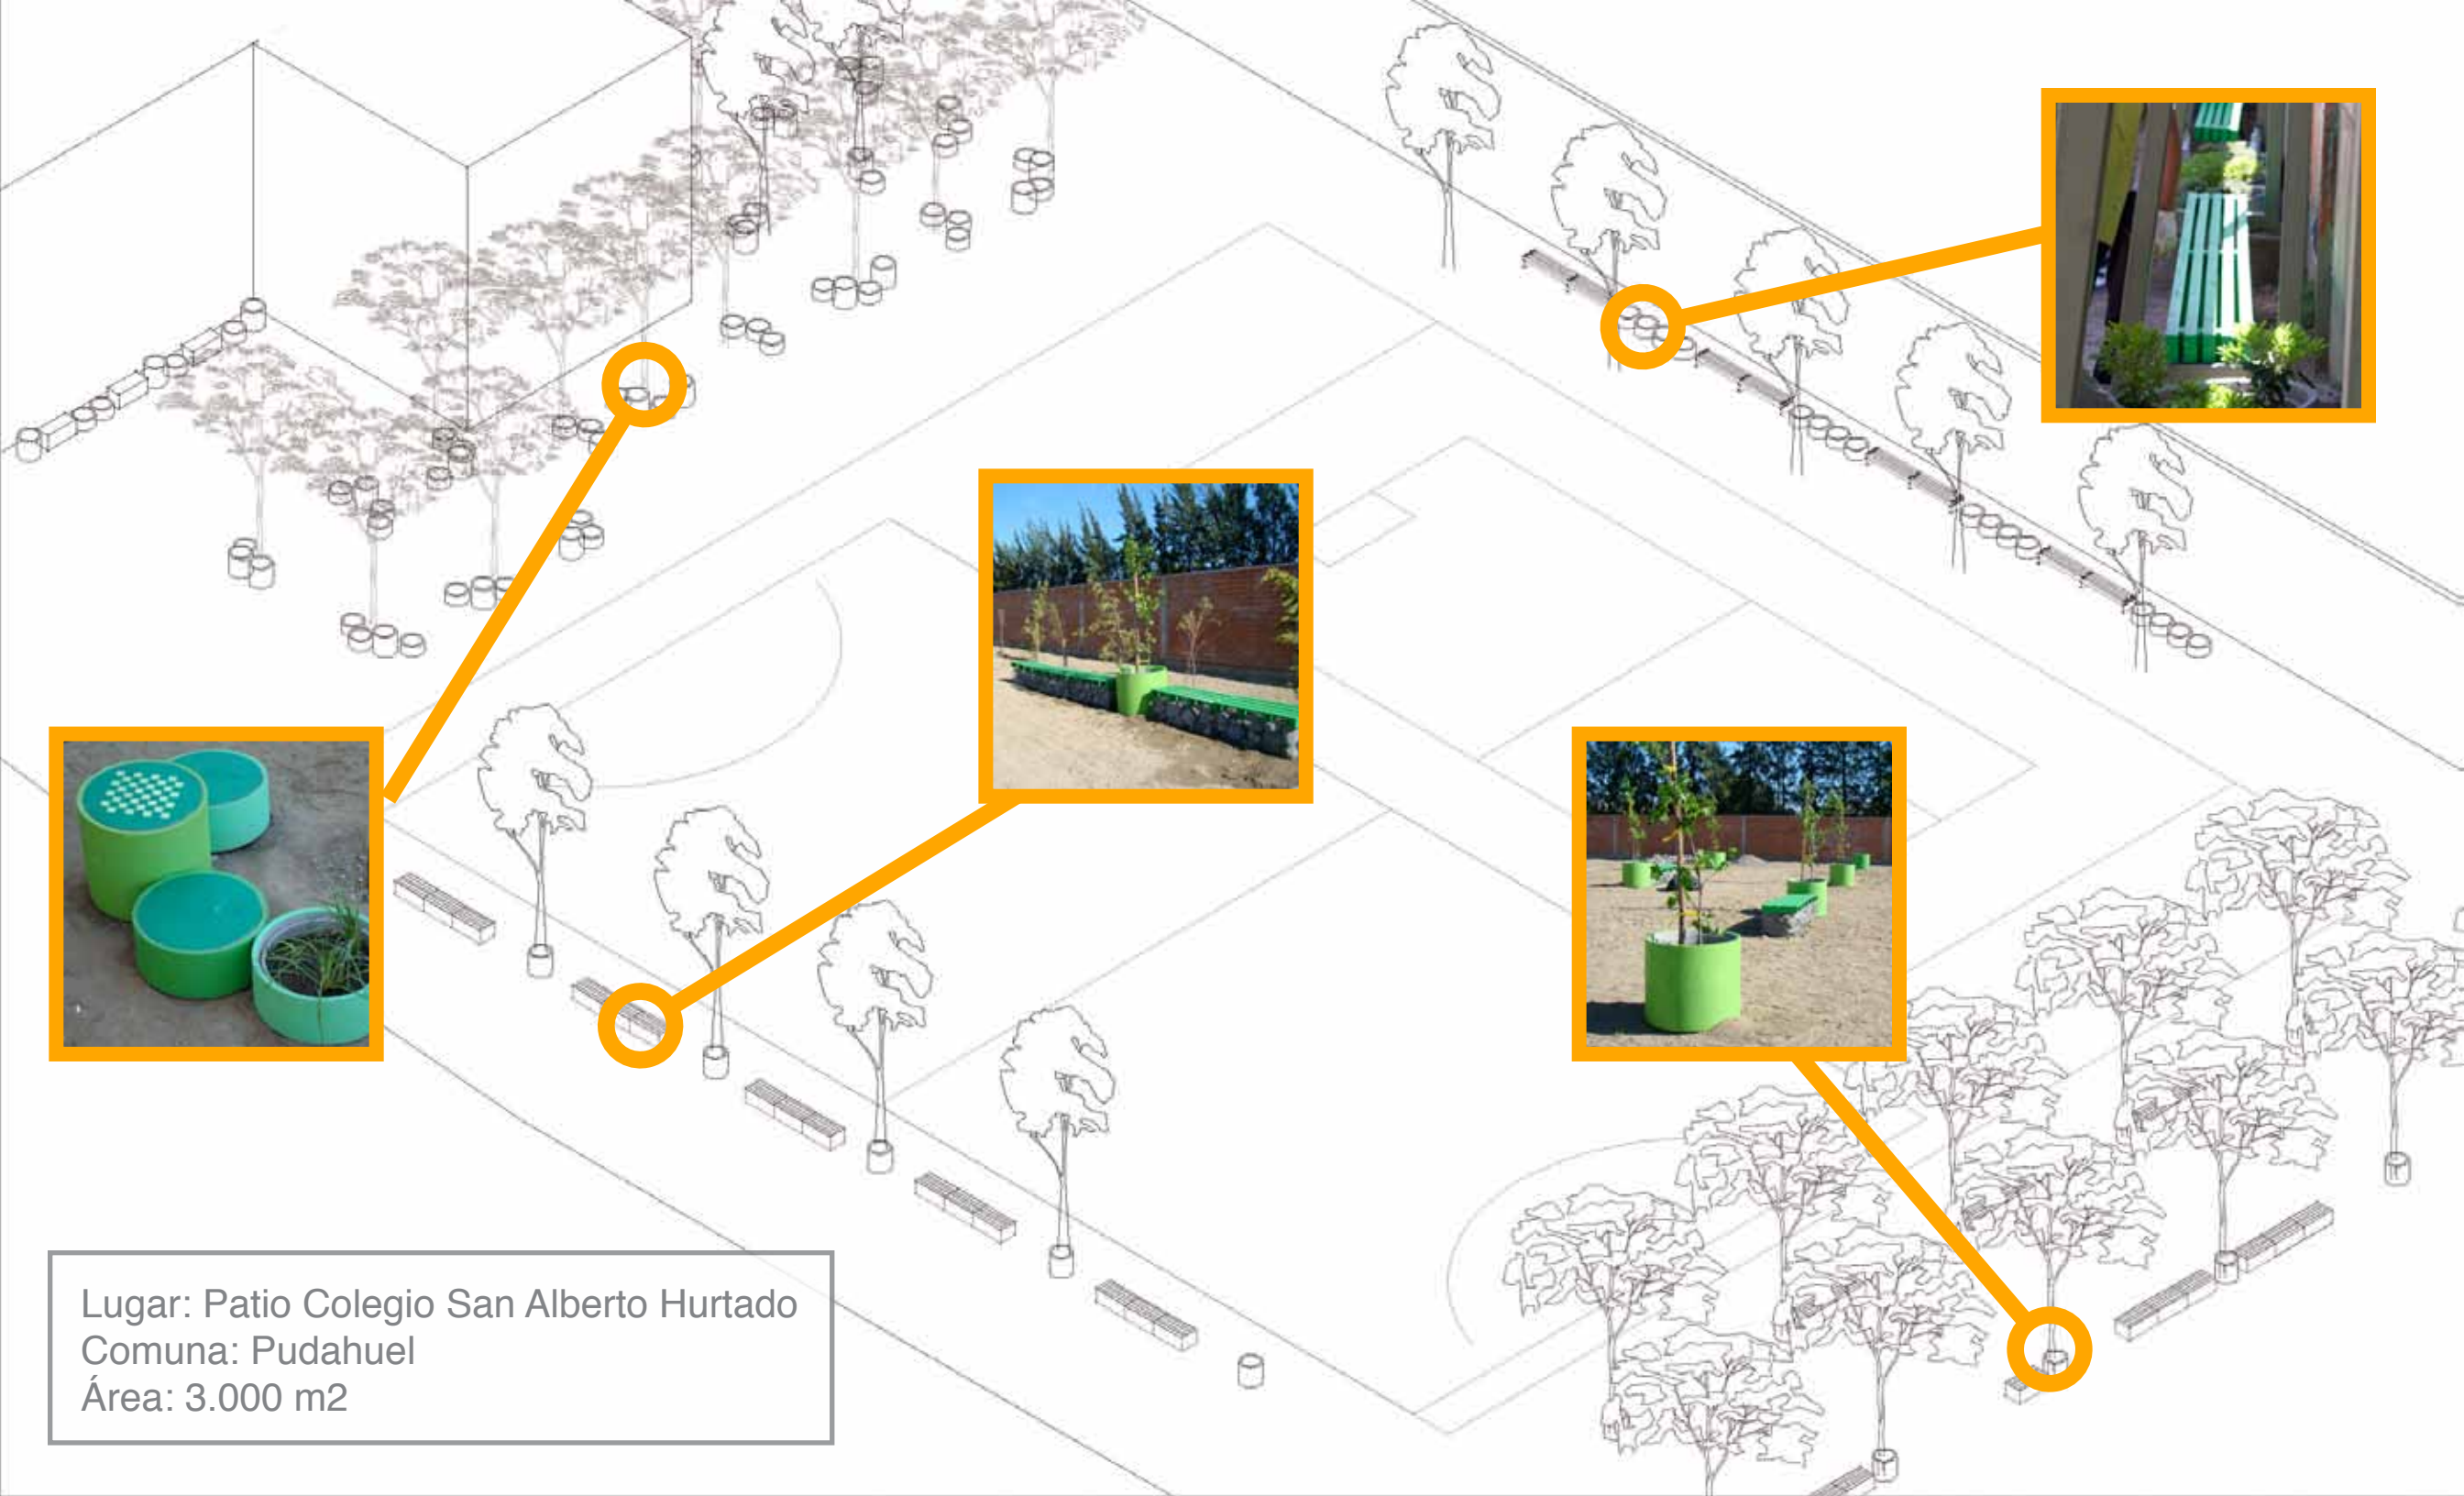 Lugar: Patio Colegio San Alberto Hurtado
Comuna: Pudahuel
Área: 3.000 m2